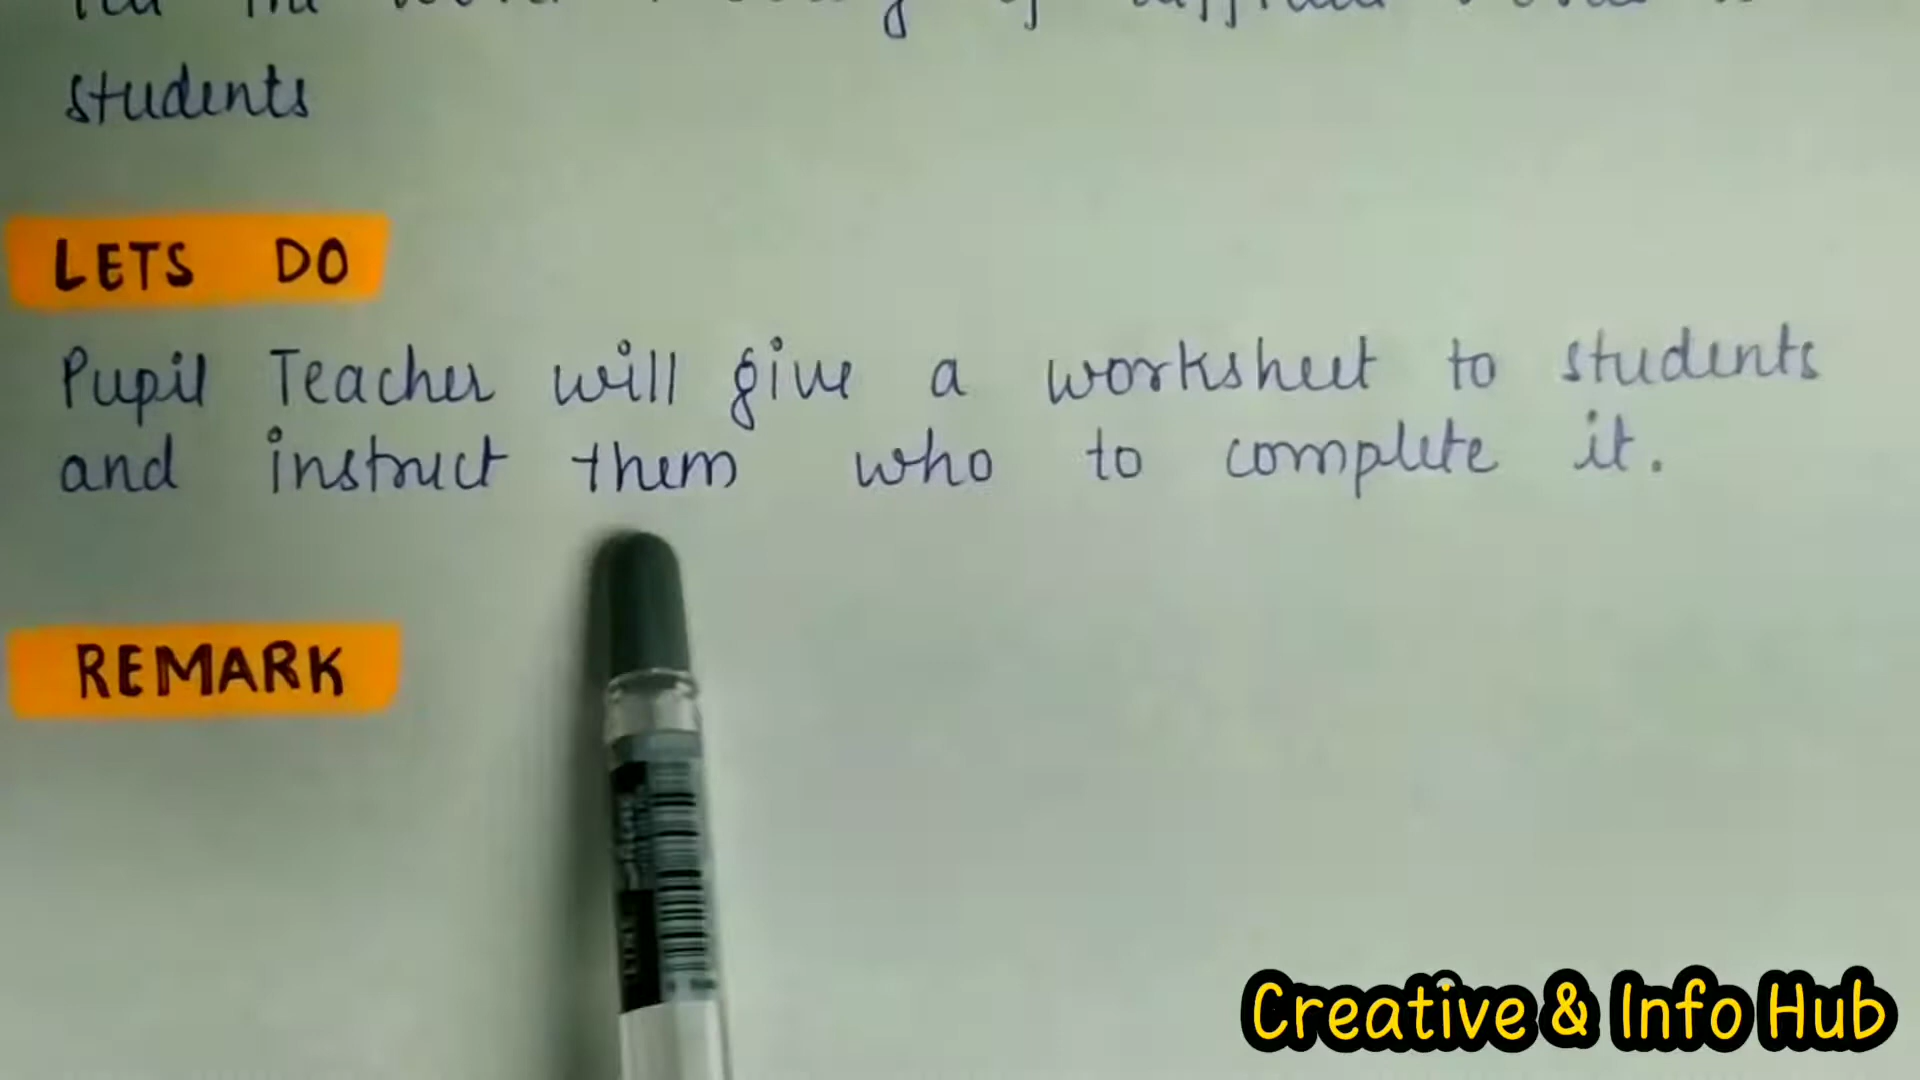 of
students
LETS DO
Pupil Teacher will give a worksheet to students
and instruct them who to complete it.
REMARK
Creative & Info Hub